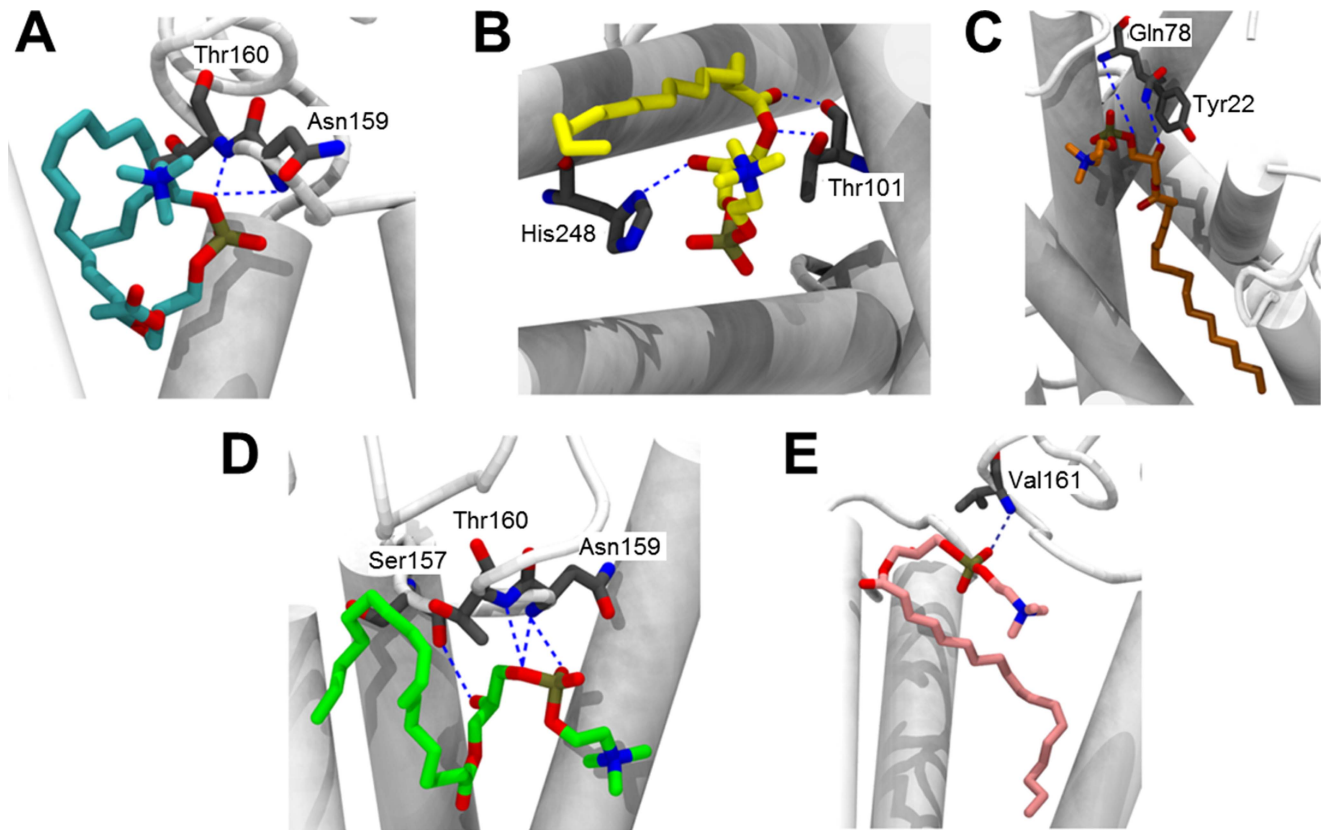 A
Thr160
Asn159
B
His248
Thr101
C
Gln78
Tyr22
D
Ser157
Thr160
Asn159
E
Val161